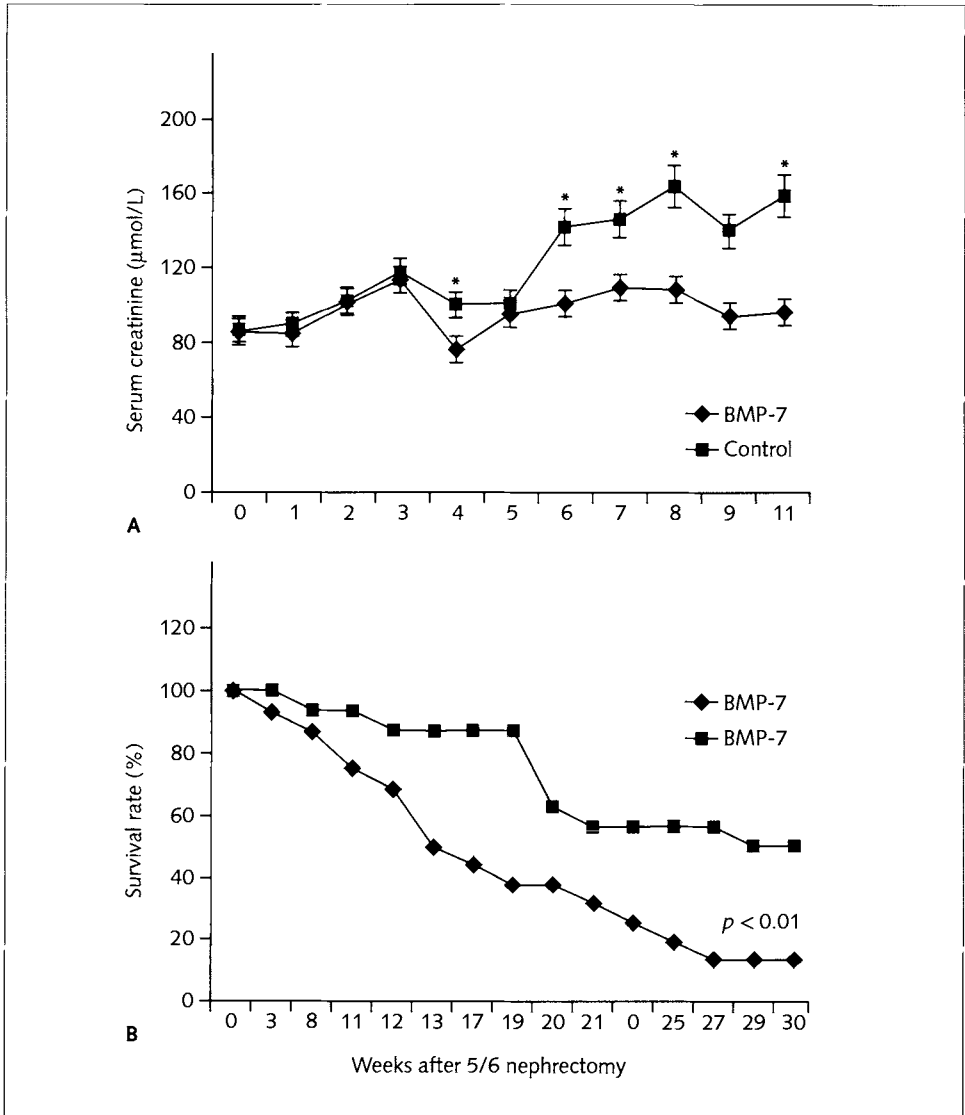 Serum creatinine (µmol/L)
200
160
120
80
40
0
*
*
*
*
*
BMP-7
Control
0 1 2 3 4 5 6 7 8 9 11
A
Survival rate (%)
120
100
80
60
40
20
0
BMP-7
BMP-7
p < 0.01
0 3 8 11 12 13 17 19 20 21 0 25 27 29 30
B
Weeks after 5/6 nephrectomy